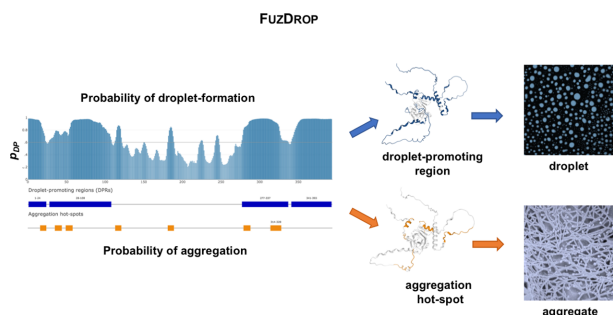 FUZDROP
Probability of droplet-formation
PDP
Droplet-promoting regions (DPRs)
Aggregation hot-spots
Probability of aggregation
droplet-promoting
region
droplet
aggregation
hot-spot
aggregate